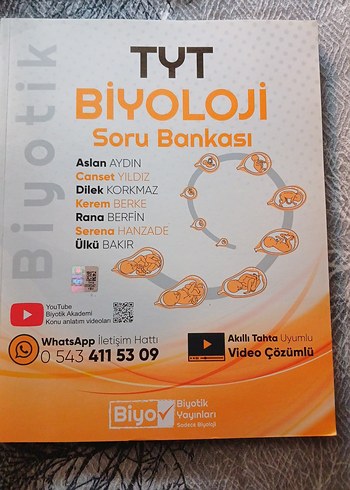 Biyotik
TYT
BİYOLOJİ
Soru Bankası
Aslan AYDIN
Canset YILDIZ
Dilek KORKMAZ
Kerem BERKE
Rana BERFİN
Serena HANZADE
Ülkü BAKIR
YouTube
Biyotik Akademi
Konu anlatım videoları
WhatsApp İletişim Hattı
0 543 411 53 09
Akıllı Tahta Uyumlu
Video Çözümlü
Biyo
Biyotik
Yayınları
Sadece Biyoloji